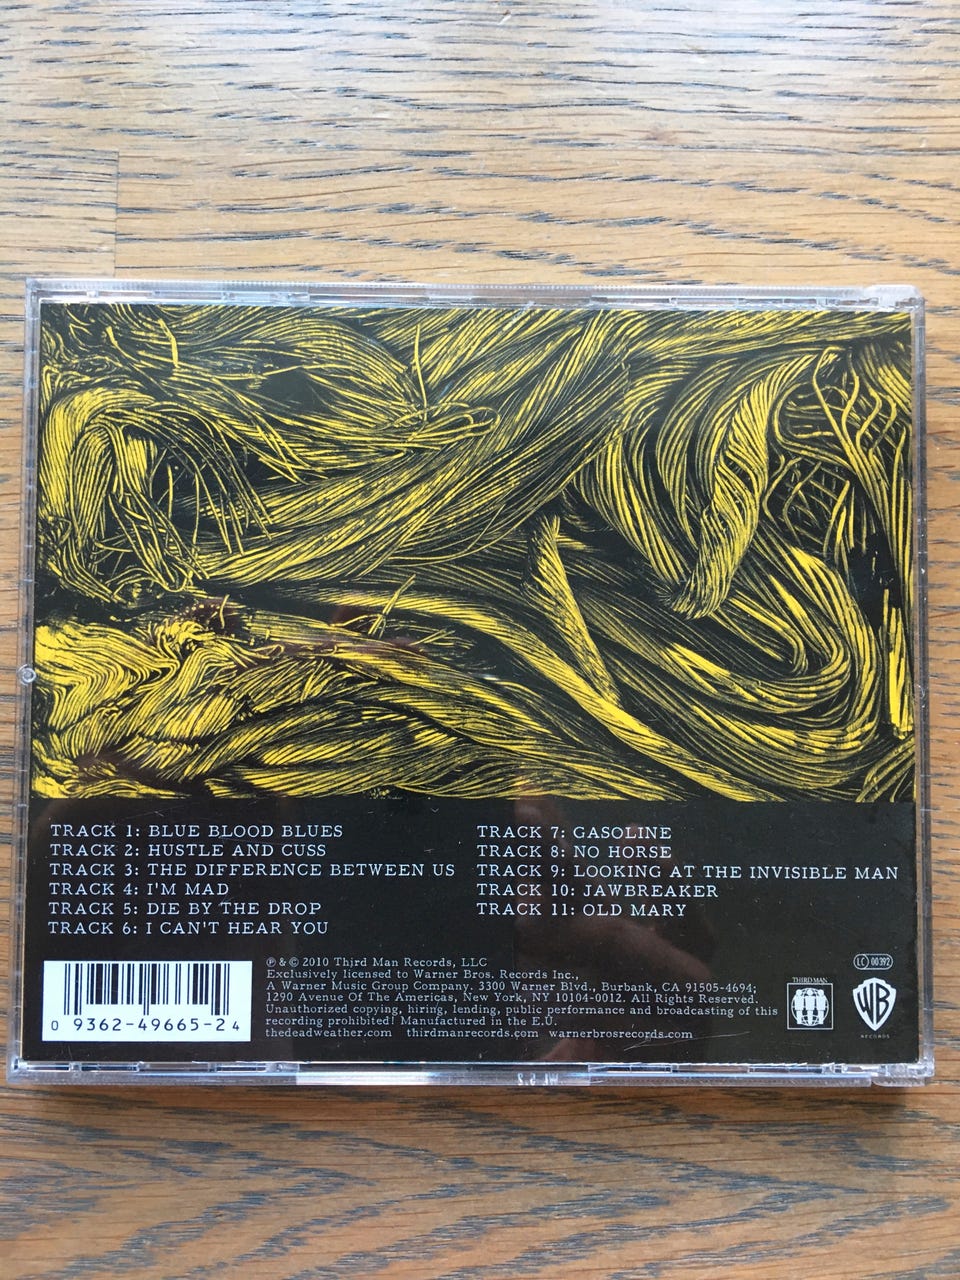 TRACK 1: BLUE BLOOD BLUES
TRACK 2: HUSTLE AND CUSS
TRACK 3: THE DIFFERENCE BETWEEN US
TRACK 4: I'M MAD
TRACK 5: DIE BY THE DROP
TRACK 6: I CAN'T HEAR YOU
TRACK 7: GASOLINE
TRACK 8: NO HORSE
TRACK 9: LOOKING AT THE INVISIBLE MAN
TRACK 10: JAWBREAKER
TRACK 11: OLD MARY
0 9362-49665-2 4
℗ & © 2010 Third Man Records, LLC
Exclusively licensed to Warner Bros. Records Inc.,
A Warner Music Group Company. 3300 Warner Blvd., Burbank, CA 91505-4694;
1290 Avenue Of The Americas, New York, NY 10104-0012. All Rights Reserved.
Unauthorized copying, hiring, lending, public performance and broadcasting of this
recording prohibited! Manufactured in the E.U.
thedeadweather.com thirdmanrecords.com warnerbrosrecords.com
THIRD MAN
LC 00392
WB
RECORDS